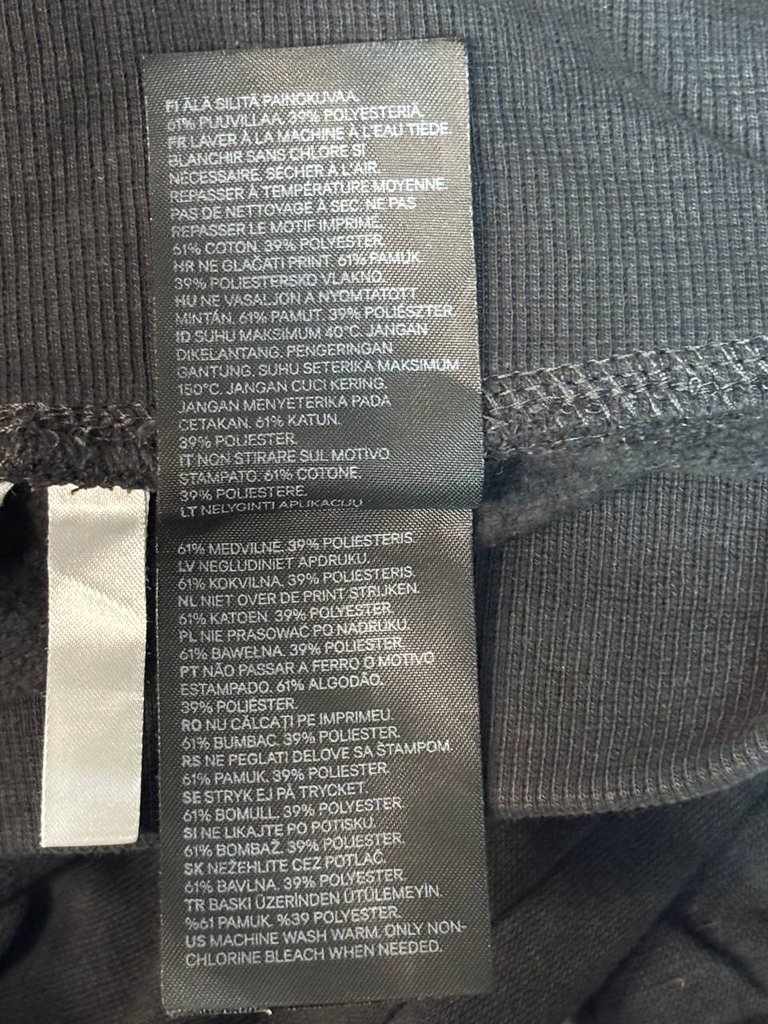 FI ÄLÄ SILITÄ PAINOKUVAA.
61% PUUVILLAA. 39% POLYESTERIA.
FR LAVER À LA MACHINE À L'EAU TIÈDE.
BLANCHIR SANS CHLORE SI
NÉCESSAIRE. SÉCHER À L'AIR.
REPASSER À TEMPÉRATURE MOYENNE.
PAS DE NETTOYAGE À SEC. NE PAS
REPASSER LE MOTIF IMPRIMÉ.
61% COTON. 39% POLYESTER.
HR NE GLAČATI PRINT. 61% PAMUK.
39% POLIESTERSKO VLAKNO.
HU NE VASALJON A NYOMTATOTT
MINTÁN. 61% PAMUT. 39% POLIÉSZTER.
ID SUHU MAKSIMUM 40°C. JANGAN
DIKELANTANG. PENGERINGAN
GANTUNG. SUHU SETERIKA MAKSIMUM
150°C. JANGAN CUCI KERING.
JANGAN MENYETERIKA PADA
CETAKAN. 61% KATUN.
39% POLIESTER.
IT NON STIRARE SUL MOTIVO
STAMPATO. 61% COTONE.
39% POLIESTERE.
LT NELYGINTI APLIKACIJŲ
61% MEDVILNĖ. 39% POLIESTERIS.
LV NEGLUDINIET APDRUKU.
61% KOKVILNA. 39% POLIESTERIS.
NL NIET OVER DE PRINT STRIJKEN.
61% KATOEN. 39% POLYESTER.
PL NIE PRASOWAĆ PO NADRUKU.
61% BAWEŁNA. 39% POLIESTER.
PT NÃO PASSAR A FERRO O MOTIVO
ESTAMPADO. 61% ALGODÃO.
39% POLIÉSTER.
RO NU CĂLCAȚI PE IMPRIMEU.
61% BUMBAC. 39% POLIESTER.
RS NE PEGLATI DELOVE SA ŠTAMPOM.
61% PAMUK. 39% POLIESTER.
SE STRYK EJ PÅ TRYCKET.
61% BOMULL. 39% POLYESTER.
SI NE LIKAJTE PO POTISKU.
61% BOMBAŽ. 39% POLIESTER.
SK NEŽEHLITE CEZ POTLAČ.
61% BAVLNA. 39% POLYESTER.
TR BASKI ÜZERİNDEN ÜTÜLEMEYİN.
%61 PAMUK. %39 POLYESTER.
US MACHINE WASH WARM. ONLY NON-
CHLORINE BLEACH WHEN NEEDED.